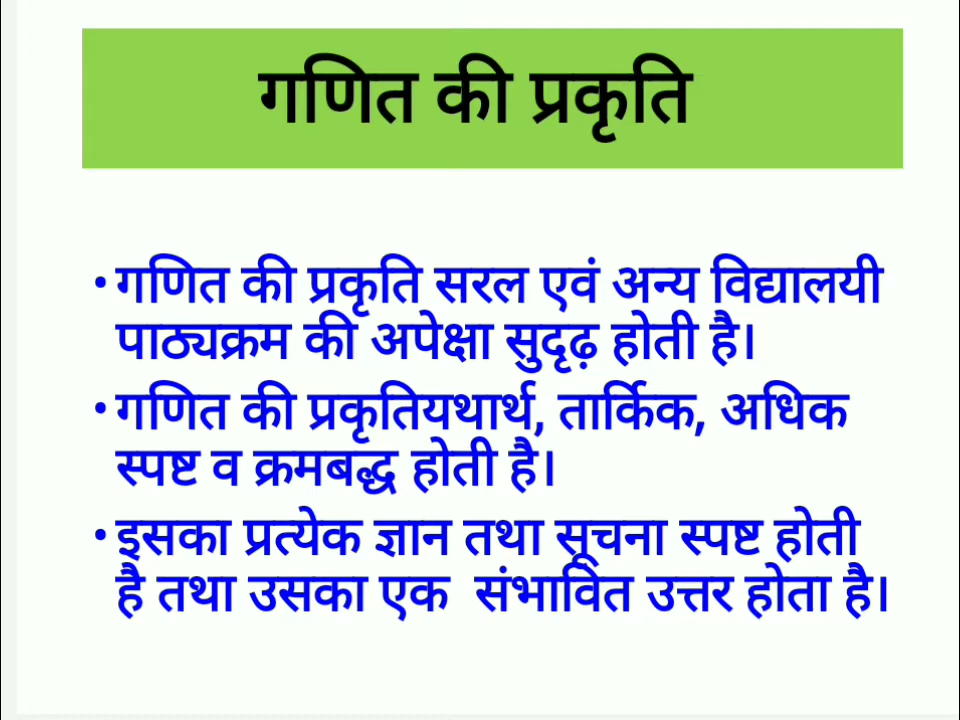 गणित की प्रकृति
•गणित की प्रकृति सरल एवं अन्य विद्यालयी
पाठ्यक्रम की अपेक्षा सुदृढ़ होती है।
•गणित की प्रकृतियथार्थ, तार्किक, अधिक
स्पष्ट व क्रमबद्ध होती है।
•इसका प्रत्येक ज्ञान तथा सूचना स्पष्ट होती
है तथा उसका एक संभावित उत्तर होता है।